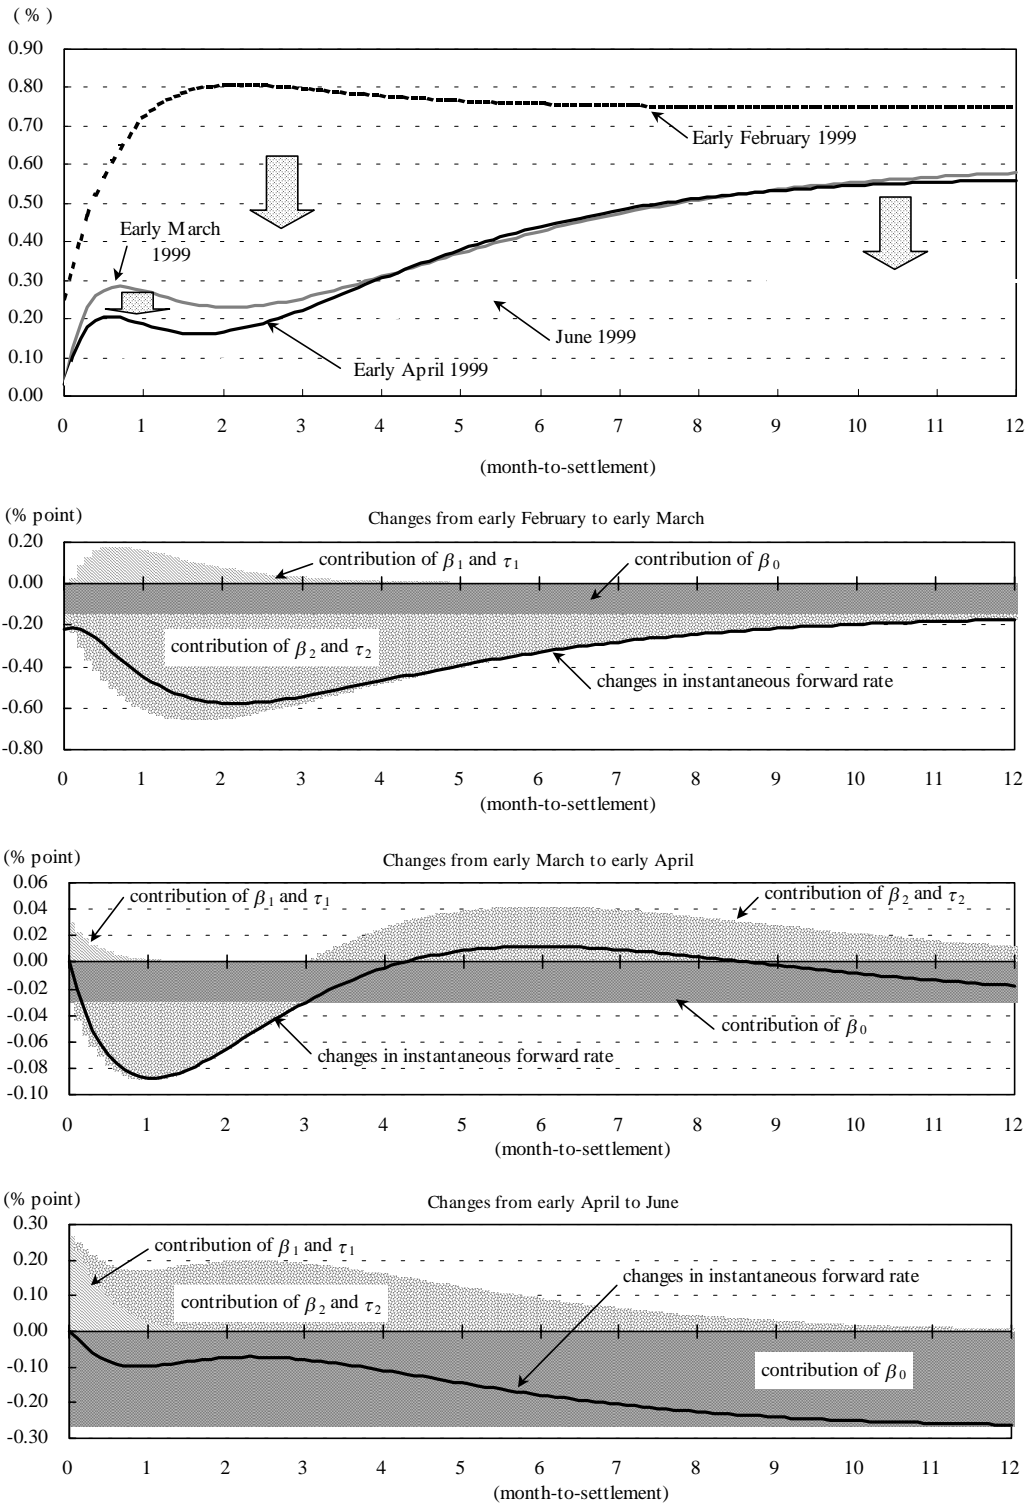 ( % )
0.90
0.80
0.70
0.60
0.50
0.40
0.30
0.20
0.10
0.00
Early February 1999
Early March
1999
June 1999
Early April 1999
0 1 2 3 4 5 6 7 8 9 10 11 12
(month-to-settlement)
(% point)
Changes from early February to early March
0.20
0.00
-0.20
-0.40
-0.60
-0.80
contribution of β1 and τ1
contribution of β0
contribution of β2 and τ2
changes in instantaneous forward rate
0 1 2 3 4 5 6 7 8 9 10 11 12
(month-to-settlement)
(% point)
Changes from early March to early April
0.06
0.04
0.02
0.00
-0.02
-0.04
-0.06
-0.08
-0.10
contribution of β1 and τ1
contribution of β2 and τ2
contribution of β0
changes in instantaneous forward rate
0 1 2 3 4 5 6 7 8 9 10 11 12
(month-to-settlement)
(% point)
Changes from early April to June
0.30
0.20
0.10
0.00
-0.10
-0.20
-0.30
contribution of β1 and τ1
changes in instantaneous forward rate
contribution of β2 and τ2
contribution of β0
0 1 2 3 4 5 6 7 8 9 10 11 12
(month-to-settlement)